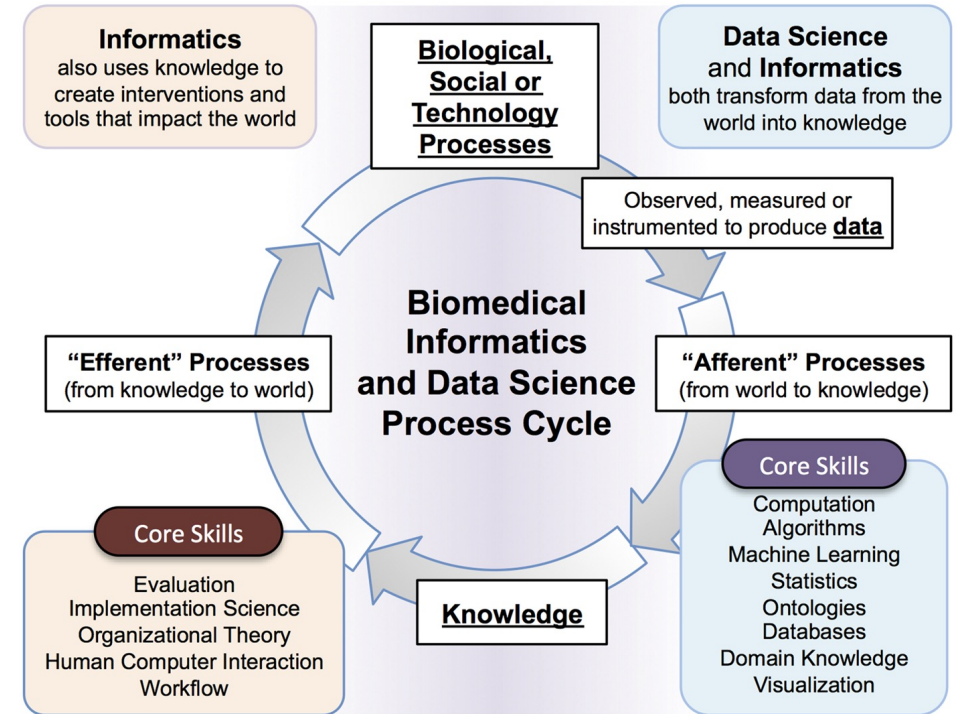 Informatics
also uses knowledge to
create interventions and
tools that impact the world
Biological,
Social or
Technology
Processes
Data Science
and Informatics
both transform data from the
world into knowledge
Observed, measured or
instrumented to produce data
Biomedical
Informatics
and Data Science
Process Cycle
“Efferent” Processes
(from knowledge to world)
“Afferent” Processes
(from world to knowledge)
Core Skills
Computation
Algorithms
Machine Learning
Statistics
Ontologies
Databases
Domain Knowledge
Visualization
Core Skills
Evaluation
Implementation Science
Organizational Theory
Human Computer Interaction
Workflow
Knowledge